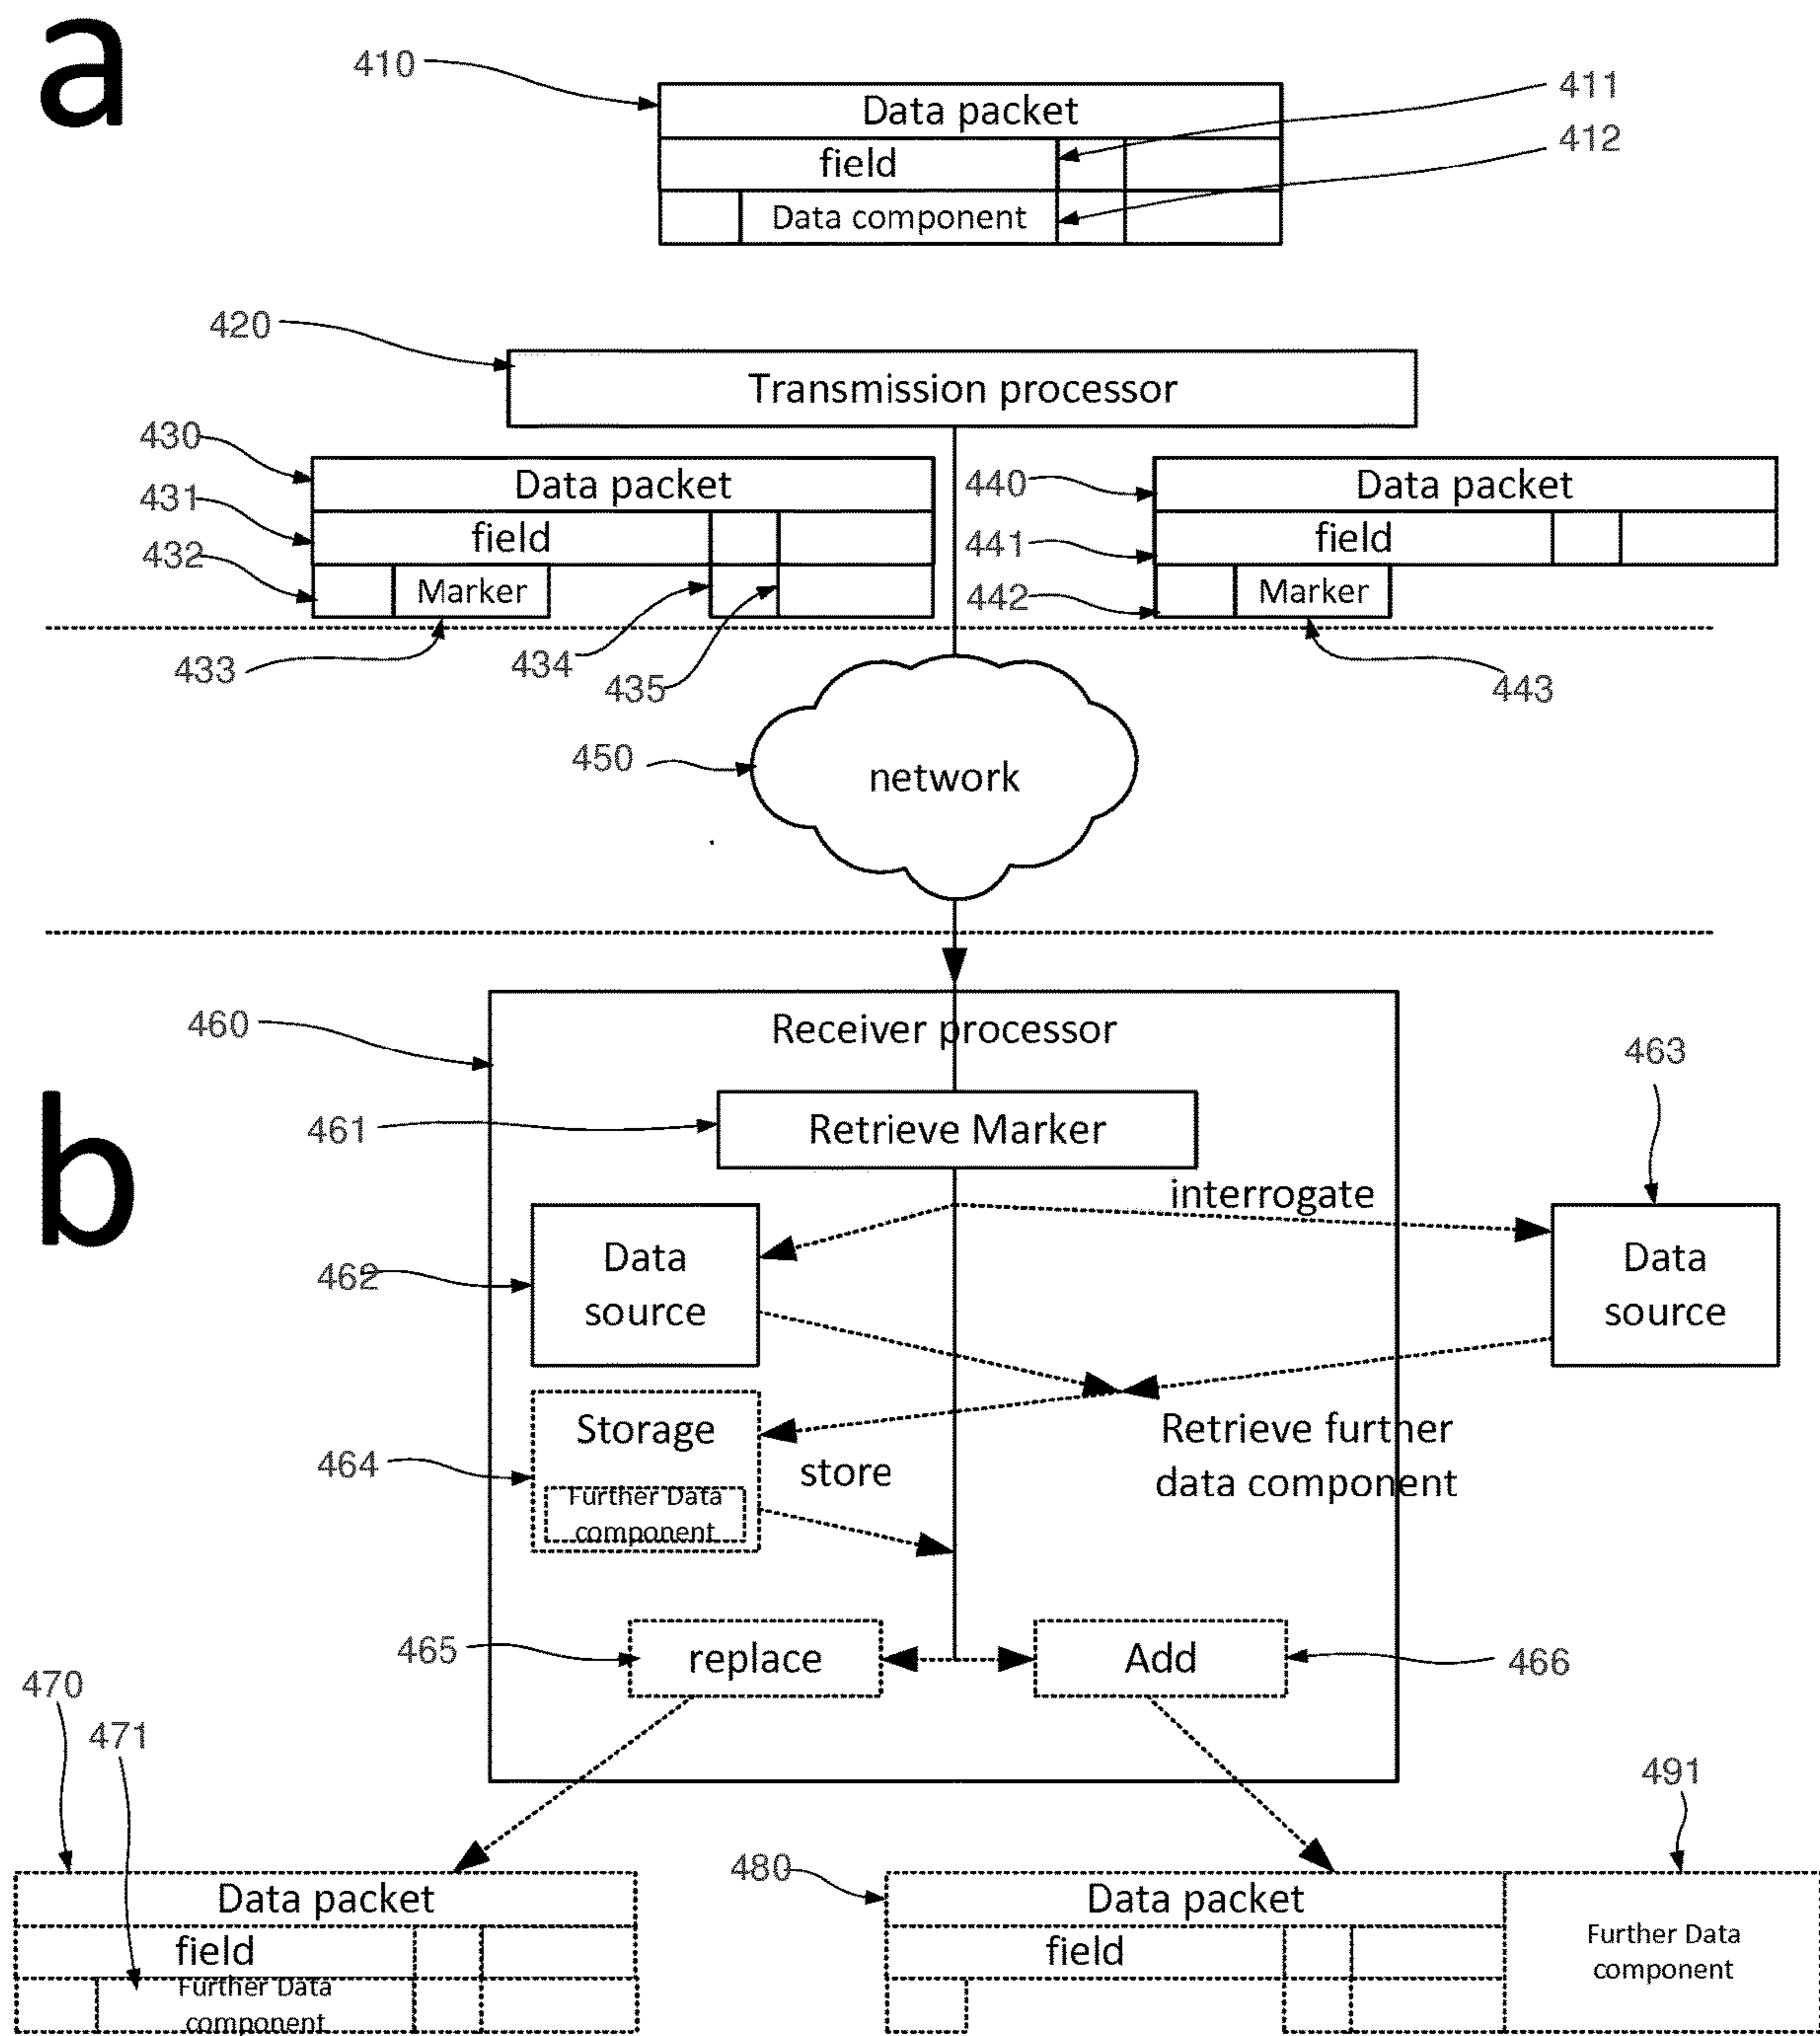 a
410
Data packet
411
field
412
Data component
420
Transmission processor
430
Data packet
440
Data packet
431
field
441
field
432
Marker
442
Marker
433
434
435
443
450
network
b
460
Receiver processor
463
461
Retrieve Marker
interrogate
462
Data
source
Data
source
Storage
464
store
Further Data
component
Retrieve further
data component
465
replace
Add
466
470
471
491
480
Data packet
field
Further Data
component
Data packet
field
Further Data
component